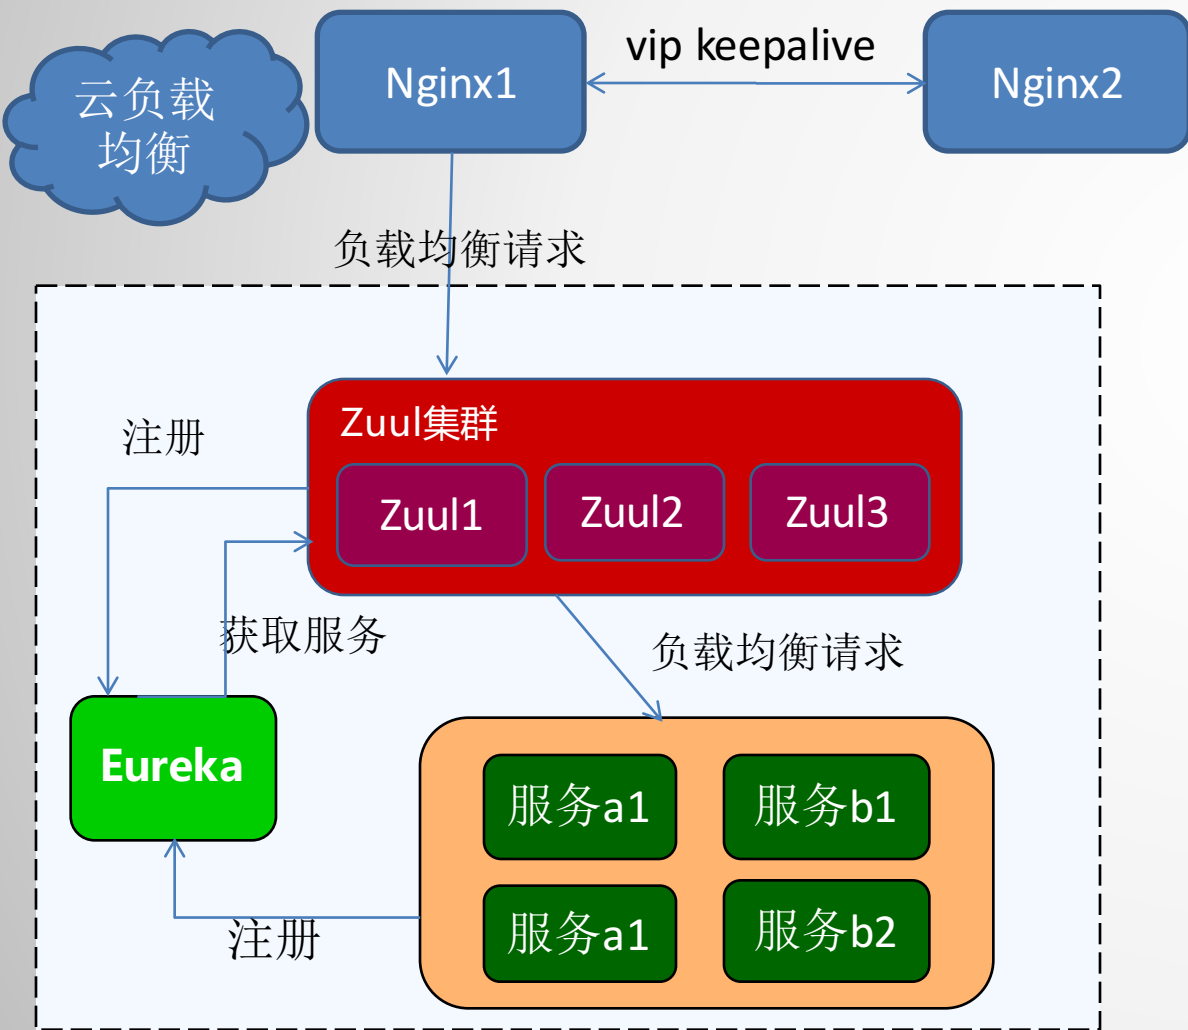 云负载
均衡
Nginx1
vip keepalive
Nginx2
负载均衡请求
Zuul集群
注册
Zuul1
Zuul2
Zuul3
获取服务
负载均衡请求
Eureka
服务a1
服务b1
服务a1
服务b2
注册